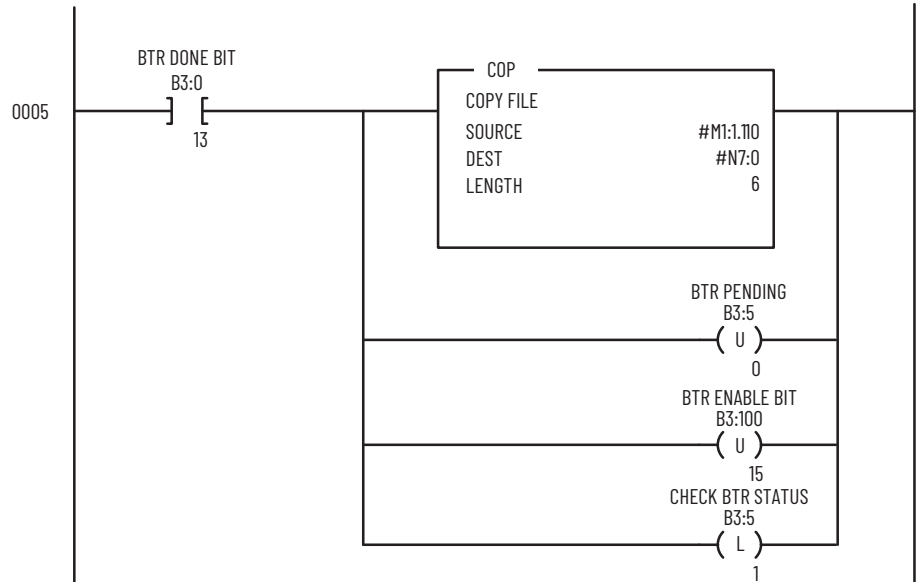 BTR DONE BIT
B3:0
0005
13
COP
COPY FILE
SOURCE #M1:1.110
DEST #N7:0
LENGTH 6
BTR PENDING
B3:5
U
0
BTR ENABLE BIT
B3:100
U
15
CHECK BTR STATUS
B3:5
L
1